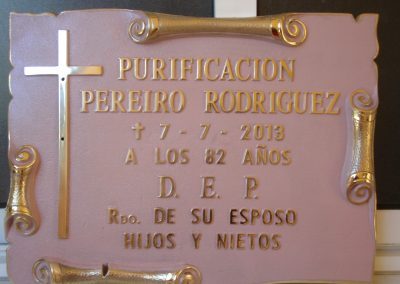 PURIFICACION
PEREIRO RODRIGUEZ
✝ 7 - 7 - 2013
A LOS 82 AÑOS
D. E. P.
RDO. DE SU ESPOSO
HIJOS Y NIETOS